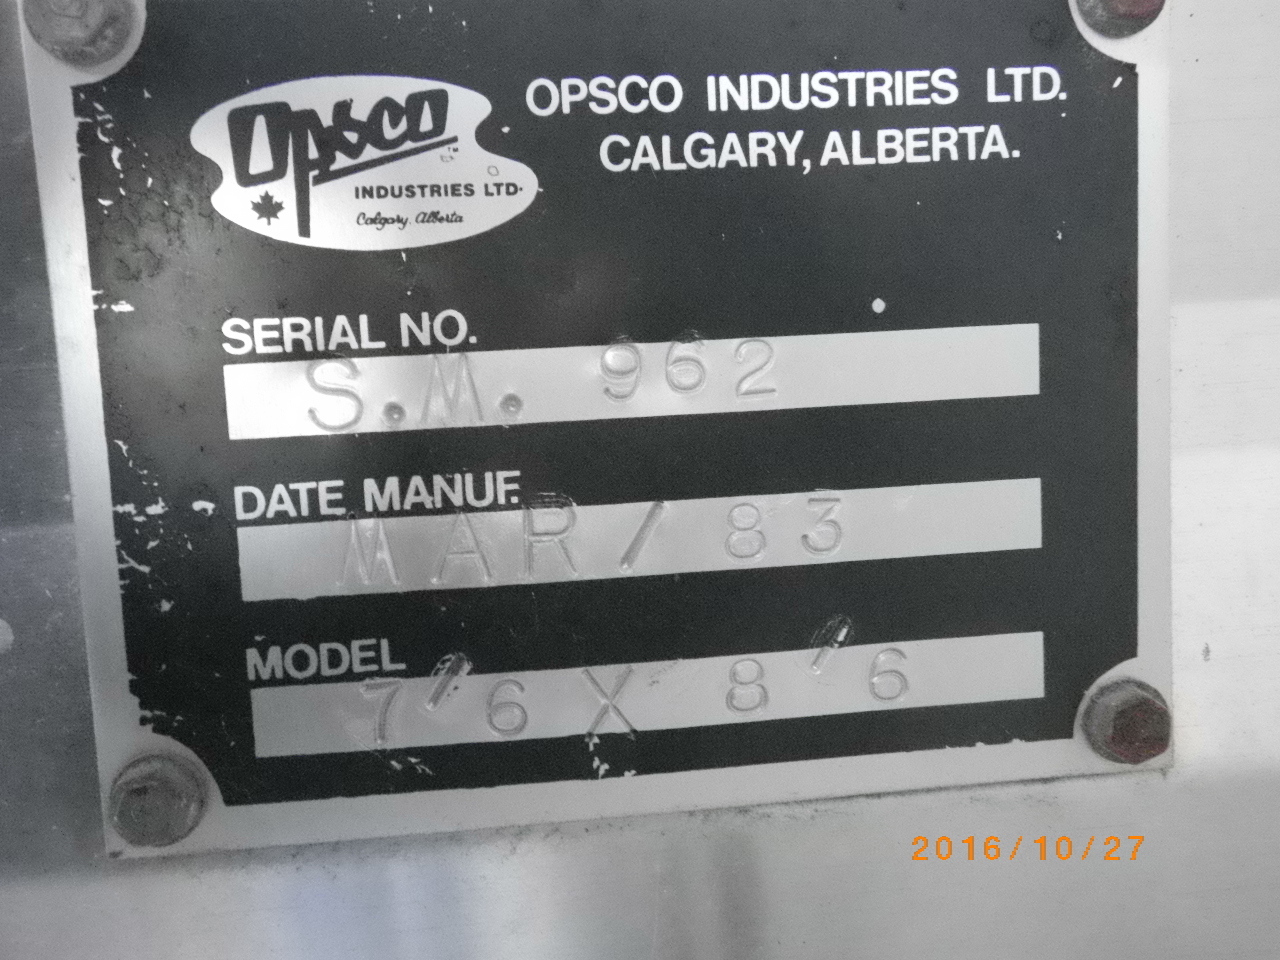 Opsco
INDUSTRIES LTD.
Calgary, Alberta
OPSCO INDUSTRIES LTD.
CALGARY, ALBERTA.
SERIAL NO.
S.M. 962
DATE MANUF.
MAR/83
MODEL
7'6 X 8'6
2016/10/27